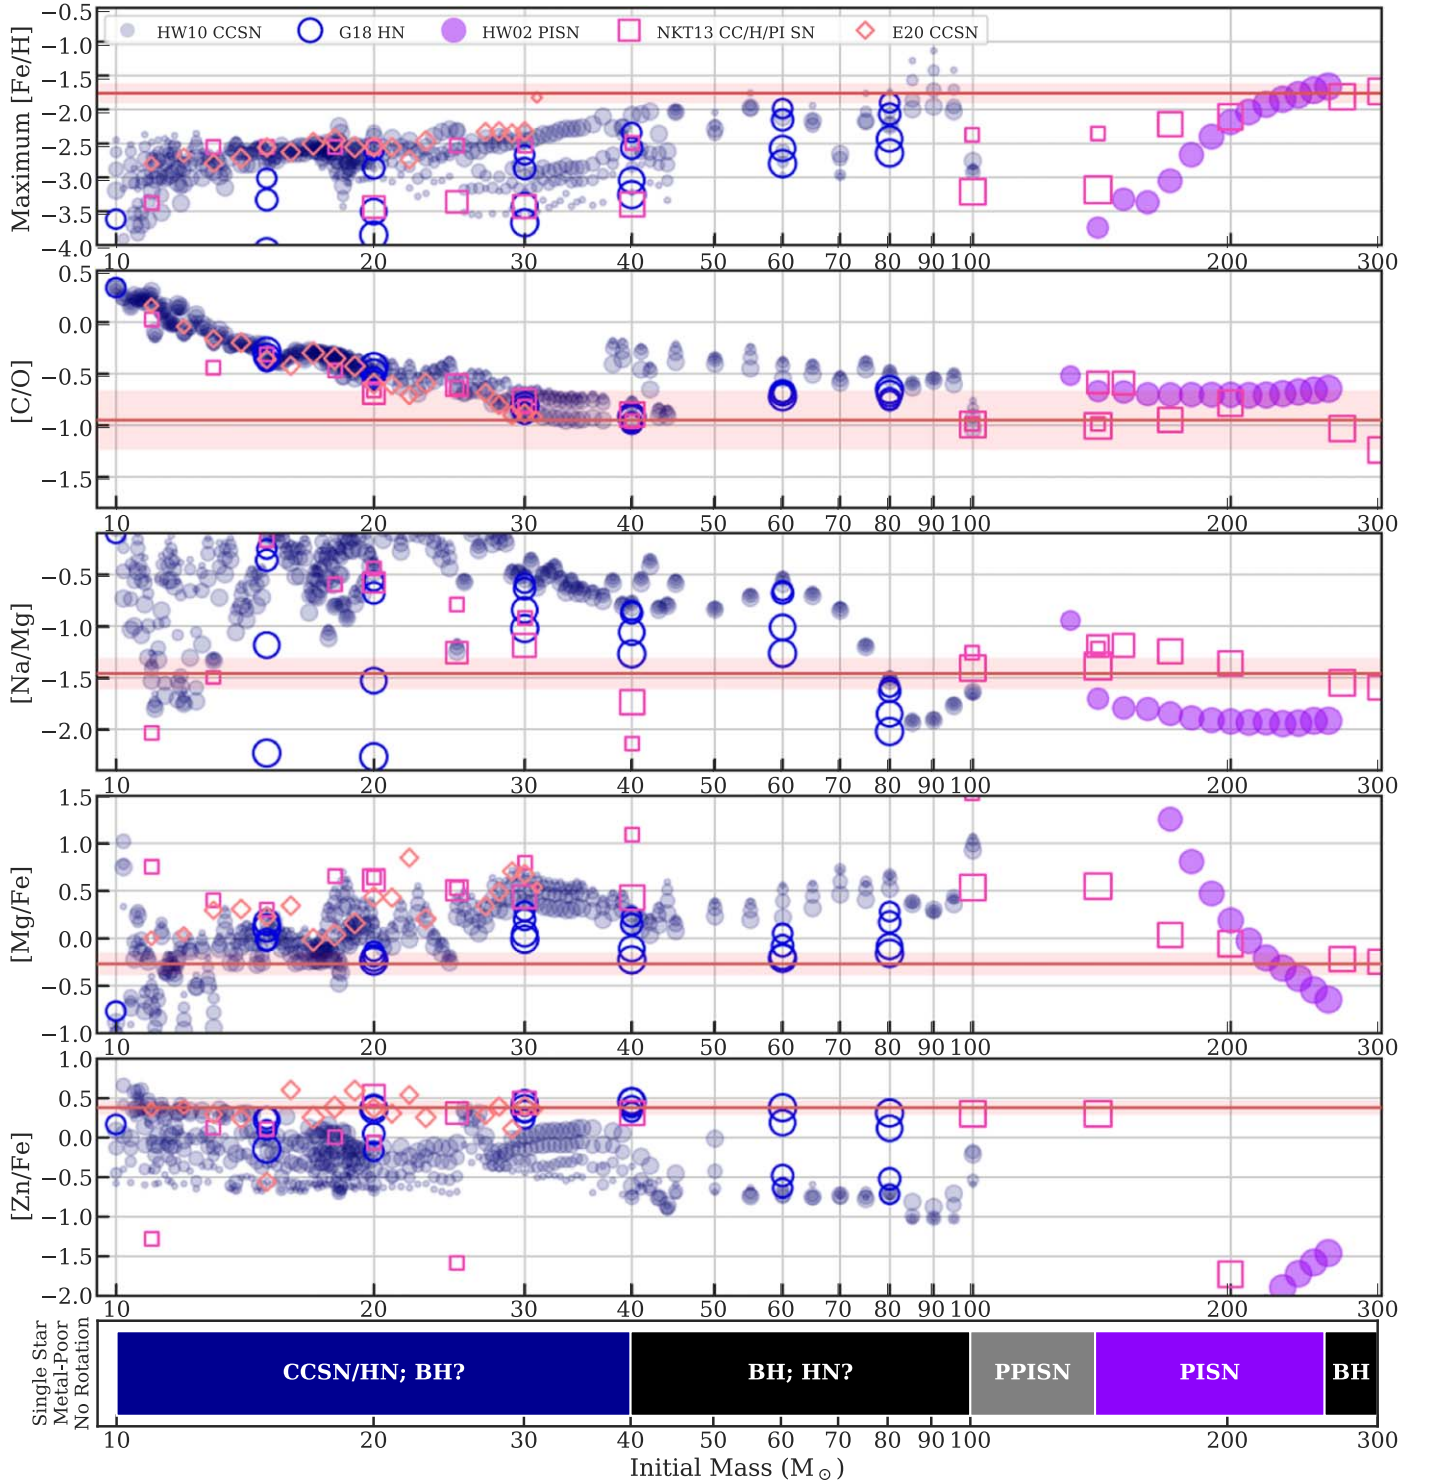 HW10 CCSN G18 HN HW02 PISN NKT13 CC/H/PI SN E20 CCSN
Maximum [Fe/H]
−0.5
−1.0
−1.5
−2.0
−2.5
−3.0
−3.5
−4.0
10 20 30 40 50 60 70 80 90 100 200 300
[C/O]
0.5
0.0
−0.5
−1.0
−1.5
10 20 30 40 50 60 70 80 90 100 200 300
[Na/Mg]
−0.5
−1.0
−1.5
−2.0
10 20 30 40 50 60 70 80 90 100 200 300
[Mg/Fe]
1.5
1.0
0.5
0.0
−0.5
−1.0
10 20 30 40 50 60 70 80 90 100 200 300
[Zn/Fe]
1.0
0.5
0.0
−0.5
−1.0
−1.5
−2.0
10 20 30 40 50 60 70 80 90 100 200 300
Single Star
Metal-Poor
No Rotation
CCSN/HN; BH? BH; HN? PPISN PISN BH
10 20 30 40 50 60 70 80 90 100 200 300
Initial Mass (M⊙)